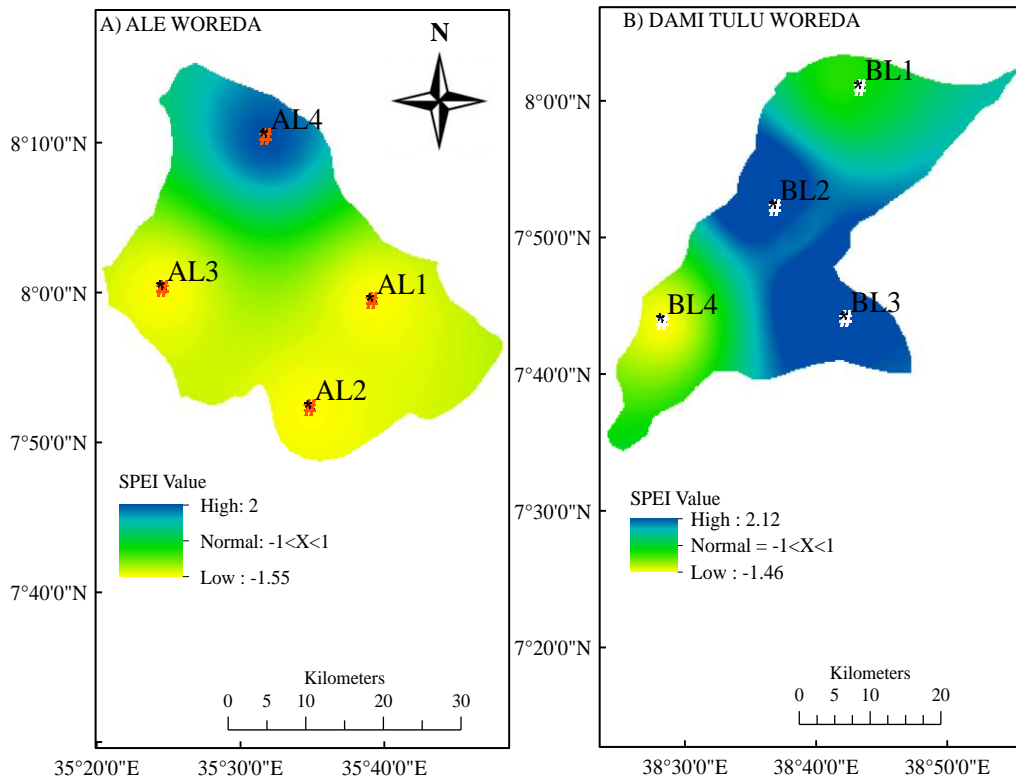 A) ALE WOREDA
N
AL4
AL3
AL1
AL2
8°10'0"N
8°0'0"N
7°50'0"N
7°40'0"N
SPEI Value
High: 2
Normal: -1<X<1
Low : -1.55
Kilometers
0 5 10 20 30
35°20'0"E 35°30'0"E 35°40'0"E
B) DAMI TULU WOREDA
BL1
BL2
BL3
BL4
8°0'0"N
7°50'0"N
7°40'0"N
7°30'0"N
7°20'0"N
SPEI Value
High : 2.12
Normal = -1<X<1
Low : -1.46
Kilometers
0 5 10 20
38°30'0"E 38°40'0"E 38°50'0"E